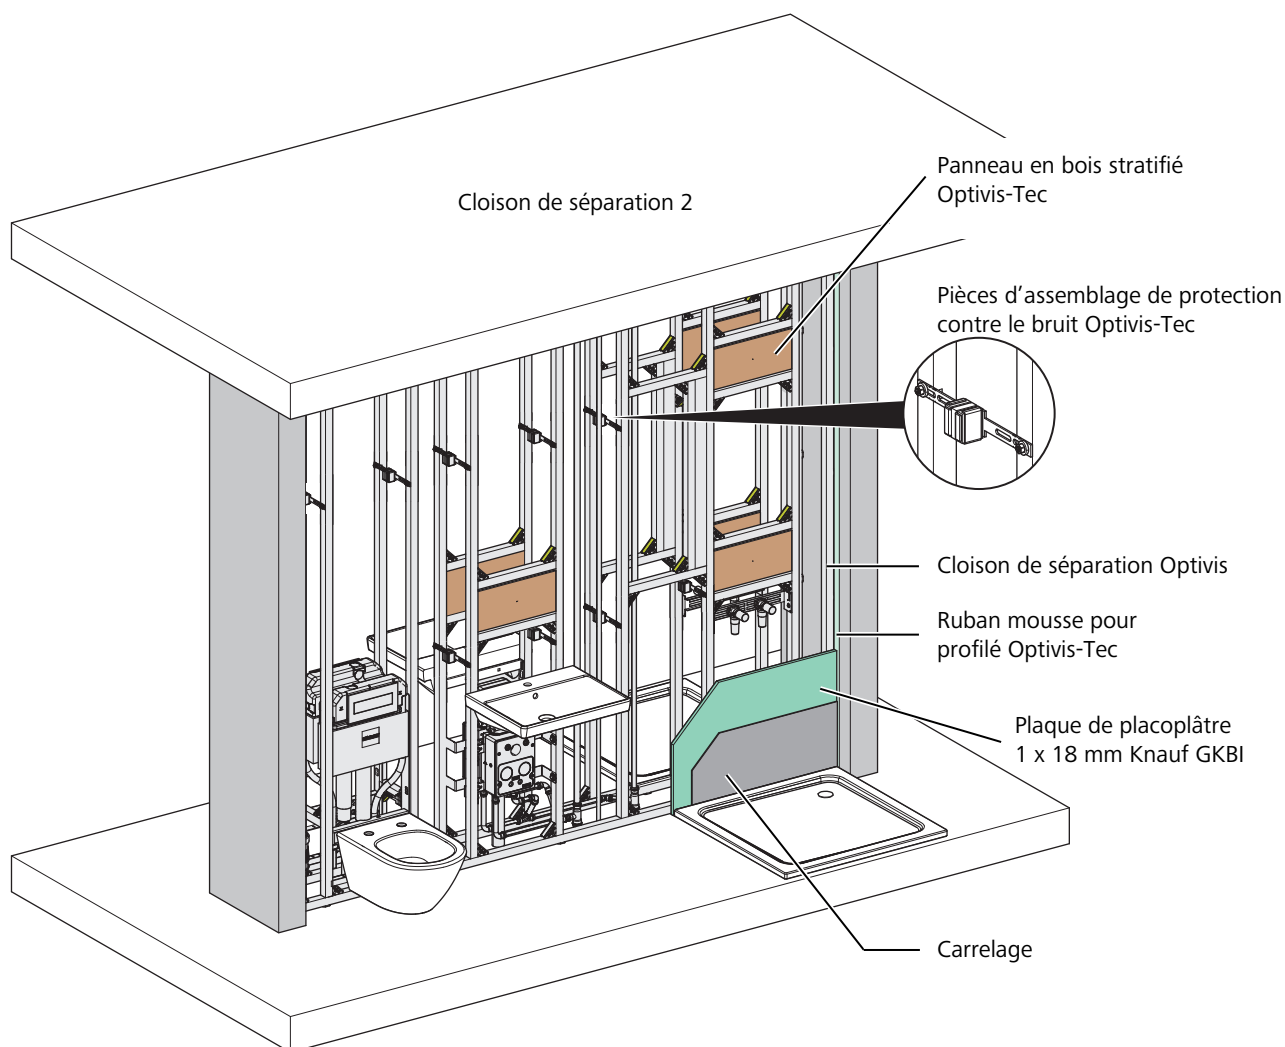 Cloison de séparation 2
Panneau en bois stratifié
Optivis-Tec
Pièces d’assemblage de protection
contre le bruit Optivis-Tec
Cloison de séparation Optivis
Ruban mousse pour
profilé Optivis-Tec
Plaque de placoplâtre
1 x 18 mm Knauf GKBI
Carrelage